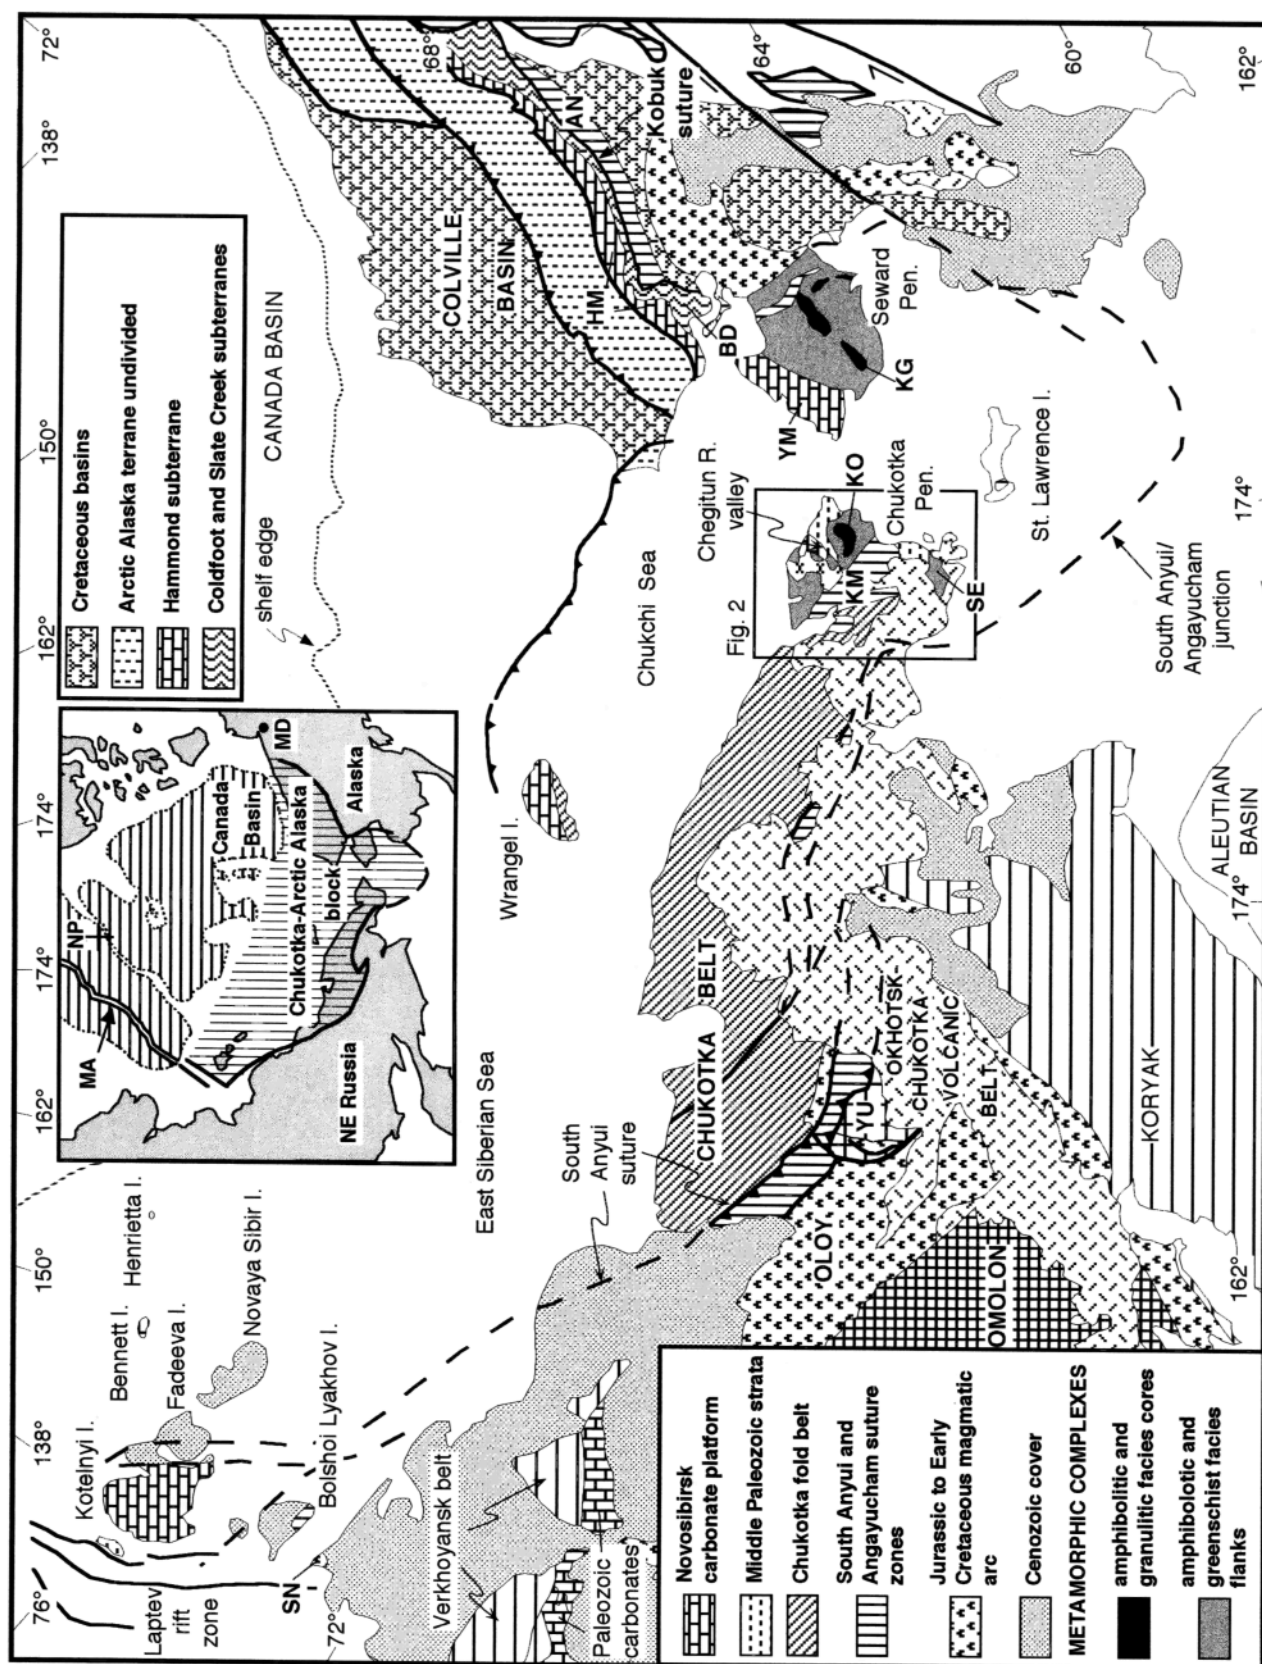 76°
138°
150°
162°
174°
174°
162°
150°
138°
72°
Kotelnyi I.
Bennett I.
Henrietta I.
Fadeeva I.
Novaya Sibir I.
Laptev
rift
zone
SN
Bolshoi Lyakhov I.
72°
MA
NP
Canada
Basin
MD
Chukotka-Arctic Alaska
block
Alaska
NE Russia
Cretaceous basins
Arctic Alaska terrane undivided
Hammond subterrane
Coldfoot and Slate Creek subterranes
shelf edge
CANADA BASIN
COLVILLE
BASIN
HM
68°
AN
Kobuk
suture
Verkhoyansk belt
Paleozoic
carbonates
East Siberian Sea
South
Anyui
suture
Wrangel I.
Chukchi Sea
CHUKOTKA
BELT
Fig. 2
Chegitun R.
valley
KM
KO
Chukotka
Pen.
SE
BD
YM
KG
Seward
Pen.
64°
60°
162°
St. Lawrence I.
174°
South Anyui/
Angayucham
junction
OLOY
YU
OKHOTSK-
CHUKOTKA
VOLCANIC
BELT
OMOLON
KORYAK
ALEUTIAN
BASIN
174°
162°
Novosibirsk
carbonate platform
Middle Paleozoic strata
Chukotka fold belt
South Anyui and
Angayucham suture
zones
Jurassic to Early
Cretaceous magmatic
arc
Cenozoic cover
METAMORPHIC COMPLEXES
amphibolitic and
granulitic facies cores
amphibolotic and
greenschist facies
flanks